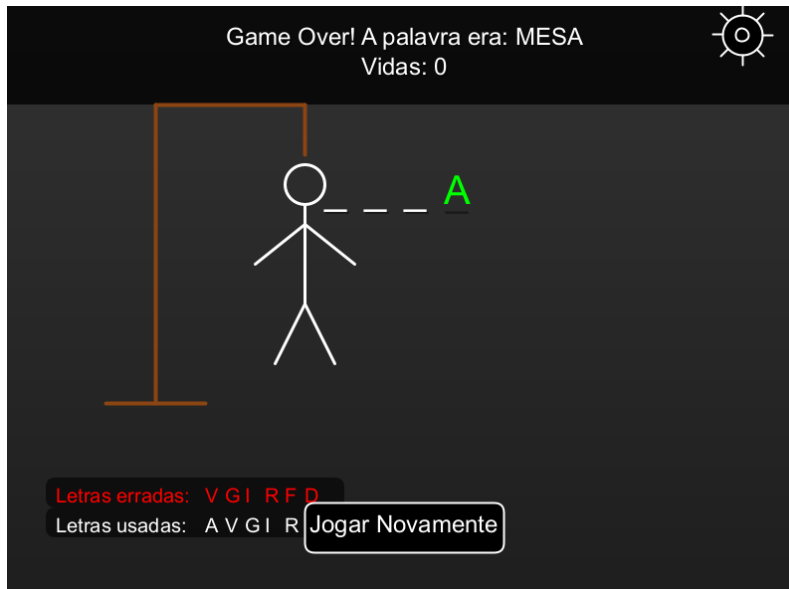 Game Over! A palavra era: MESA
Vidas: 0
_ _ _ A
Letras erradas: V G I R F D
Letras usadas: A V G I R
Jogar Novamente